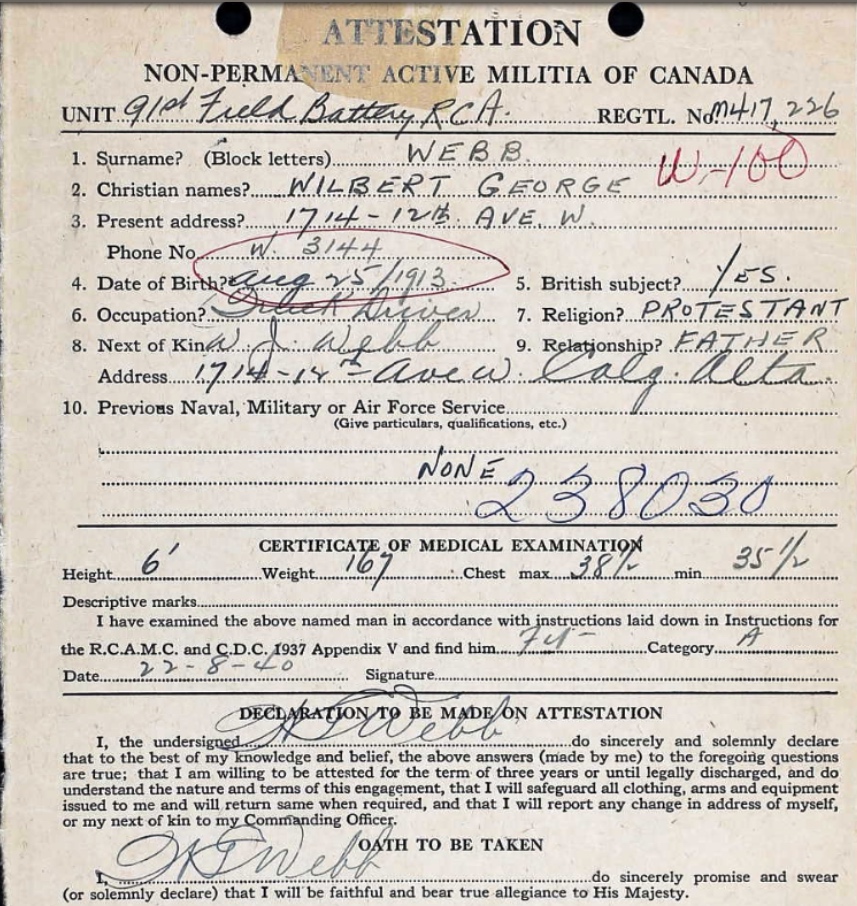 ATTESTATION
NON-PERMANENT ACTIVE MILITIA OF CANADA
UNIT 91st Field Battery R.C.A. REGTL. No. M417,226
1. Surname? (Block letters) WEBB. W-100
2. Christian names? WILBERT GEORGE
3. Present address? 1714-12th. AVE. W.
Phone No W. 3144
4. Date of Birth?* Aug 25/1913 5. British subject? YES.
6. Occupation? Truck Driver 7. Religion? PROTESTANT
8. Next of Kin W. J. Webb 9. Relationship? FATHER
Address 1714-12th Ave W. Calg. Alta.
10. Previous Naval, Military or Air Force Service
(Give particulars, qualifications, etc.)
NONE
238030
CERTIFICATE OF MEDICAL EXAMINATION
Height 6' Weight 167 Chest max 38½ min 35 1/2
Descriptive marks
I have examined the above named man in accordance with instructions laid down in Instructions for
the R.C.A.M.C. and C.D.C. 1937 Appendix V and find him Fit Category A
Date 22-8-40 Signature
DECLARATION TO BE MADE ON ATTESTATION
I, the undersigned W G Webb do sincerely and solemnly declare
that to the best of my knowledge and belief, the above answers (made by me) to the foregoing questions
are true; that I am willing to be attested for the term of three years or until legally discharged, and do
understand the nature and terms of this engagement, that I will safeguard all clothing, arms and equipment
issued to me and will return same when required, and that I will report any change in address of myself,
or my next of kin to my Commanding Officer.
OATH TO BE TAKEN
I, W G Webb do sincerely promise and swear
(or solemnly declare) that I will be faithful and bear true allegiance to His Majesty.